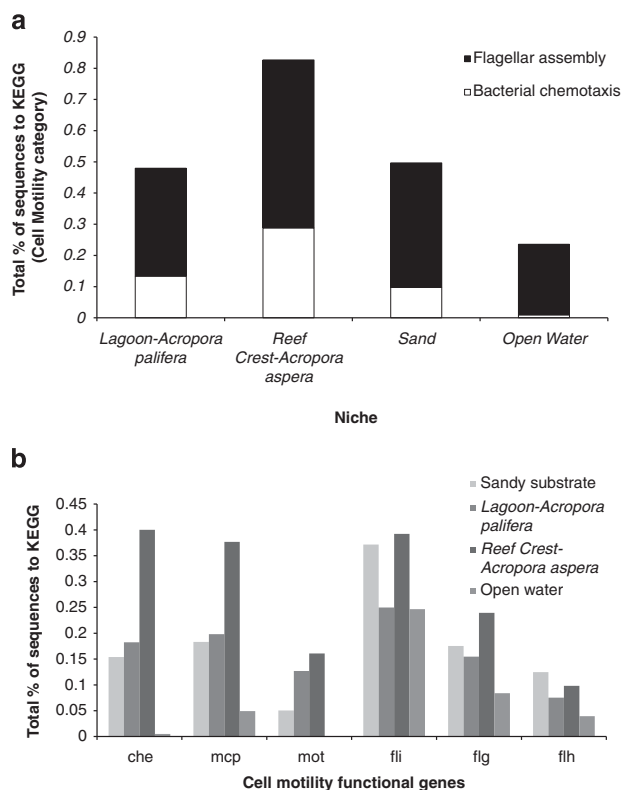 a
Total % of sequences to KEGG
(Cell Motility category)
0.9
0.8
0.7
0.6
0.5
0.4
0.3
0.2
0.1
0
Flagellar assembly
Bacterial chemotaxis
Lagoon-Acropora
palifera
Reef
Crest-Acropora
aspera
Sand
Open Water
Niche
b
Total % of sequences to KEGG
0.45
0.4
0.35
0.3
0.25
0.2
0.15
0.1
0.05
0
Sandy substrate
Lagoon-Acropora
palifera
Reef Crest-
Acropora aspera
Open water
che
mcp
mot
fli
flg
flh
Cell motility functional genes